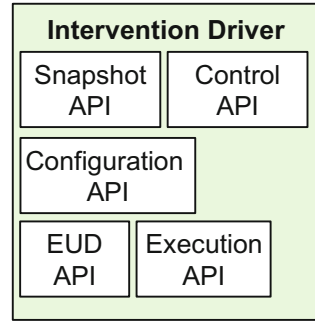 Intervention Driver
Snapshot
API
Control
API
Configuration
API
EUD
API
Execution
API